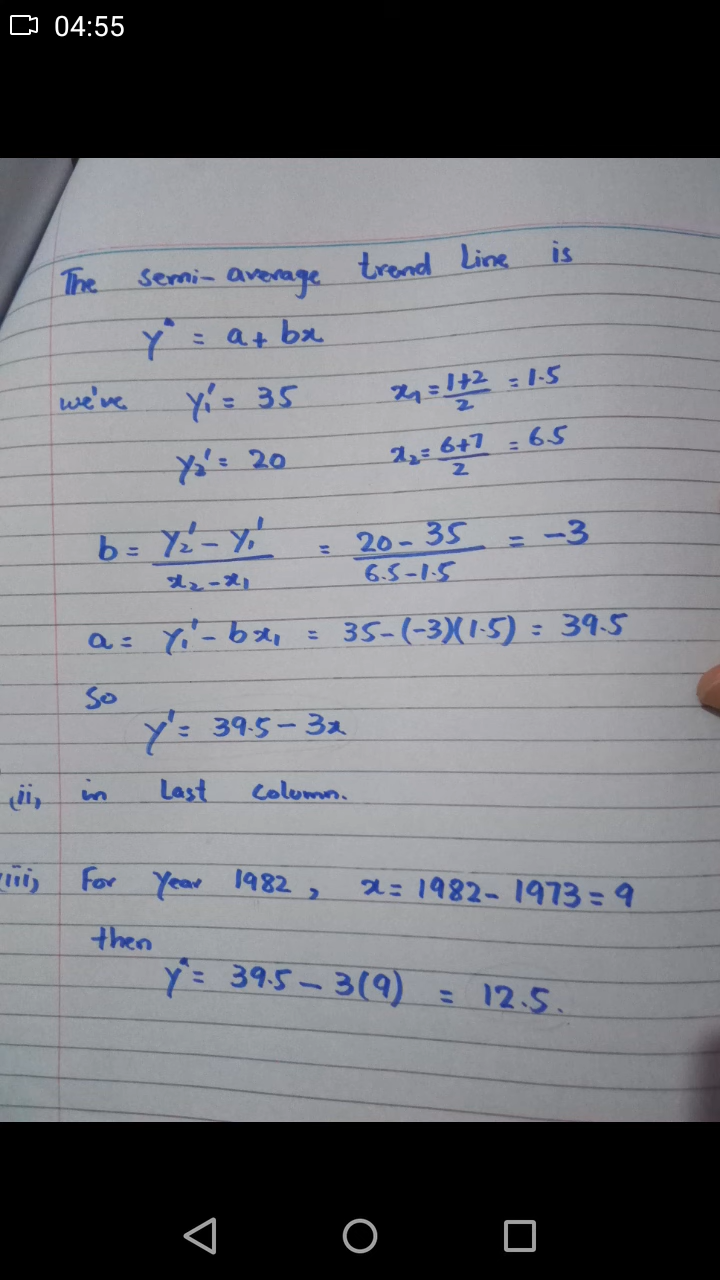 04:55
The semi-average trend Line is
y^ = a + bx
we've y₁' = 35 x₁ = 1+2/2 = 1.5
y₂' = 20 x₂ = 6+7/2 = 6.5
b = y₂' - y₁' / x₂ - x₁ = 20 - 35 / 6.5 - 1.5 = -3
a = y₁' - bx₁ = 35 - (-3)(1.5) = 39.5
So
y' = 39.5 - 3x
(ii) in Last column.
(iii) For Year 1982, x = 1982 - 1973 = 9
then
y^ = 39.5 - 3(9) = 12.5.